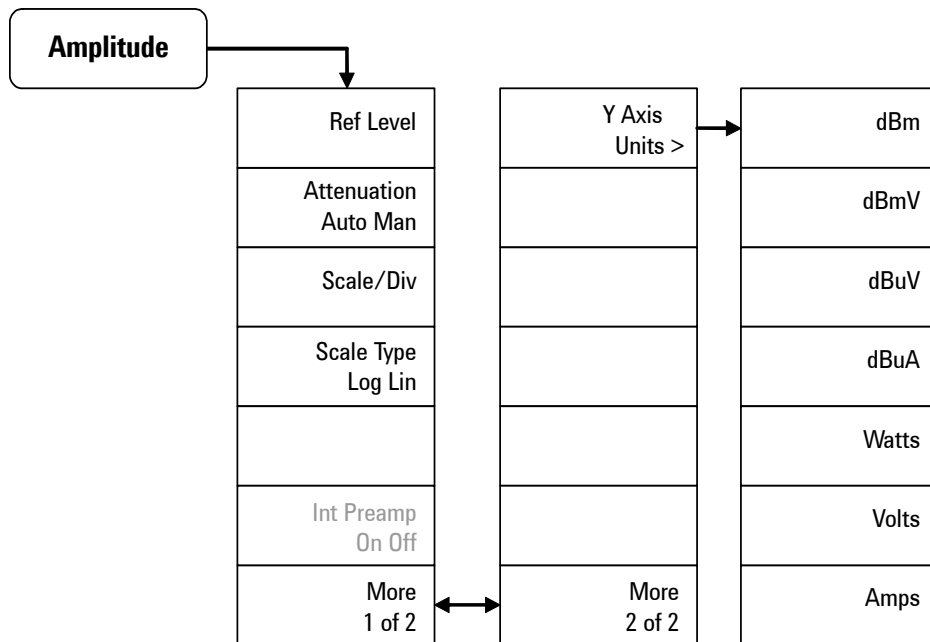 Amplitude
Ref Level
Attenuation
Auto Man
Scale/Div
Scale Type
Log Lin
Int Preamp
On Off
More
1 of 2
Y Axis
Units >
More
2 of 2
dBm
dBmV
dBuV
dBuA
Watts
Volts
Amps